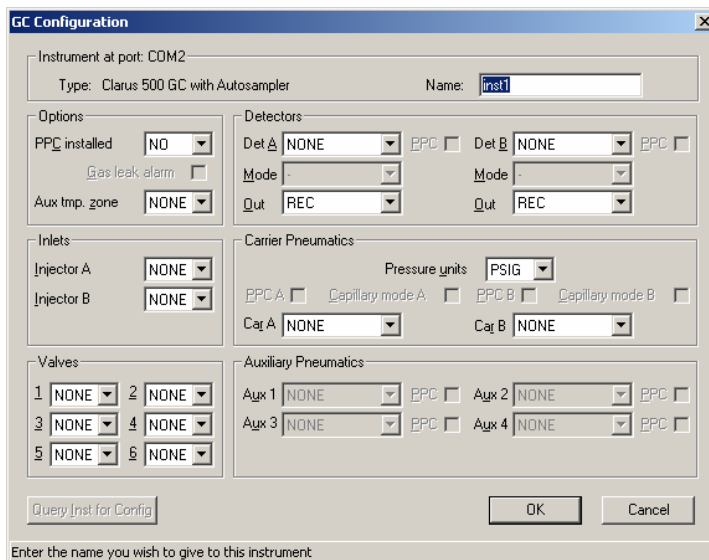 GC Configuration
Instrument at port: COM2
Type: Clarus 500 GC with Autosampler Name: inst1
Options
PPC installed NO
Gas leak alarm
Aux tmp. zone NONE
Detectors
Det A NONE PPC Det B NONE PPC
Mode - Mode -
Out REC Out REC
Inlets
Injector A NONE
Injector B NONE
Carrier Pneumatics
Pressure units PSIG
PPC A Capillary mode A PPC B Capillary mode B
Car A NONE Car B NONE
Valves
1 NONE 2 NONE
3 NONE 4 NONE
5 NONE 6 NONE
Auxiliary Pneumatics
Aux 1 NONE PPC Aux 2 NONE PPC
Aux 3 NONE PPC Aux 4 NONE PPC
Query Inst for Config OK Cancel
Enter the name you wish to give to this instrument